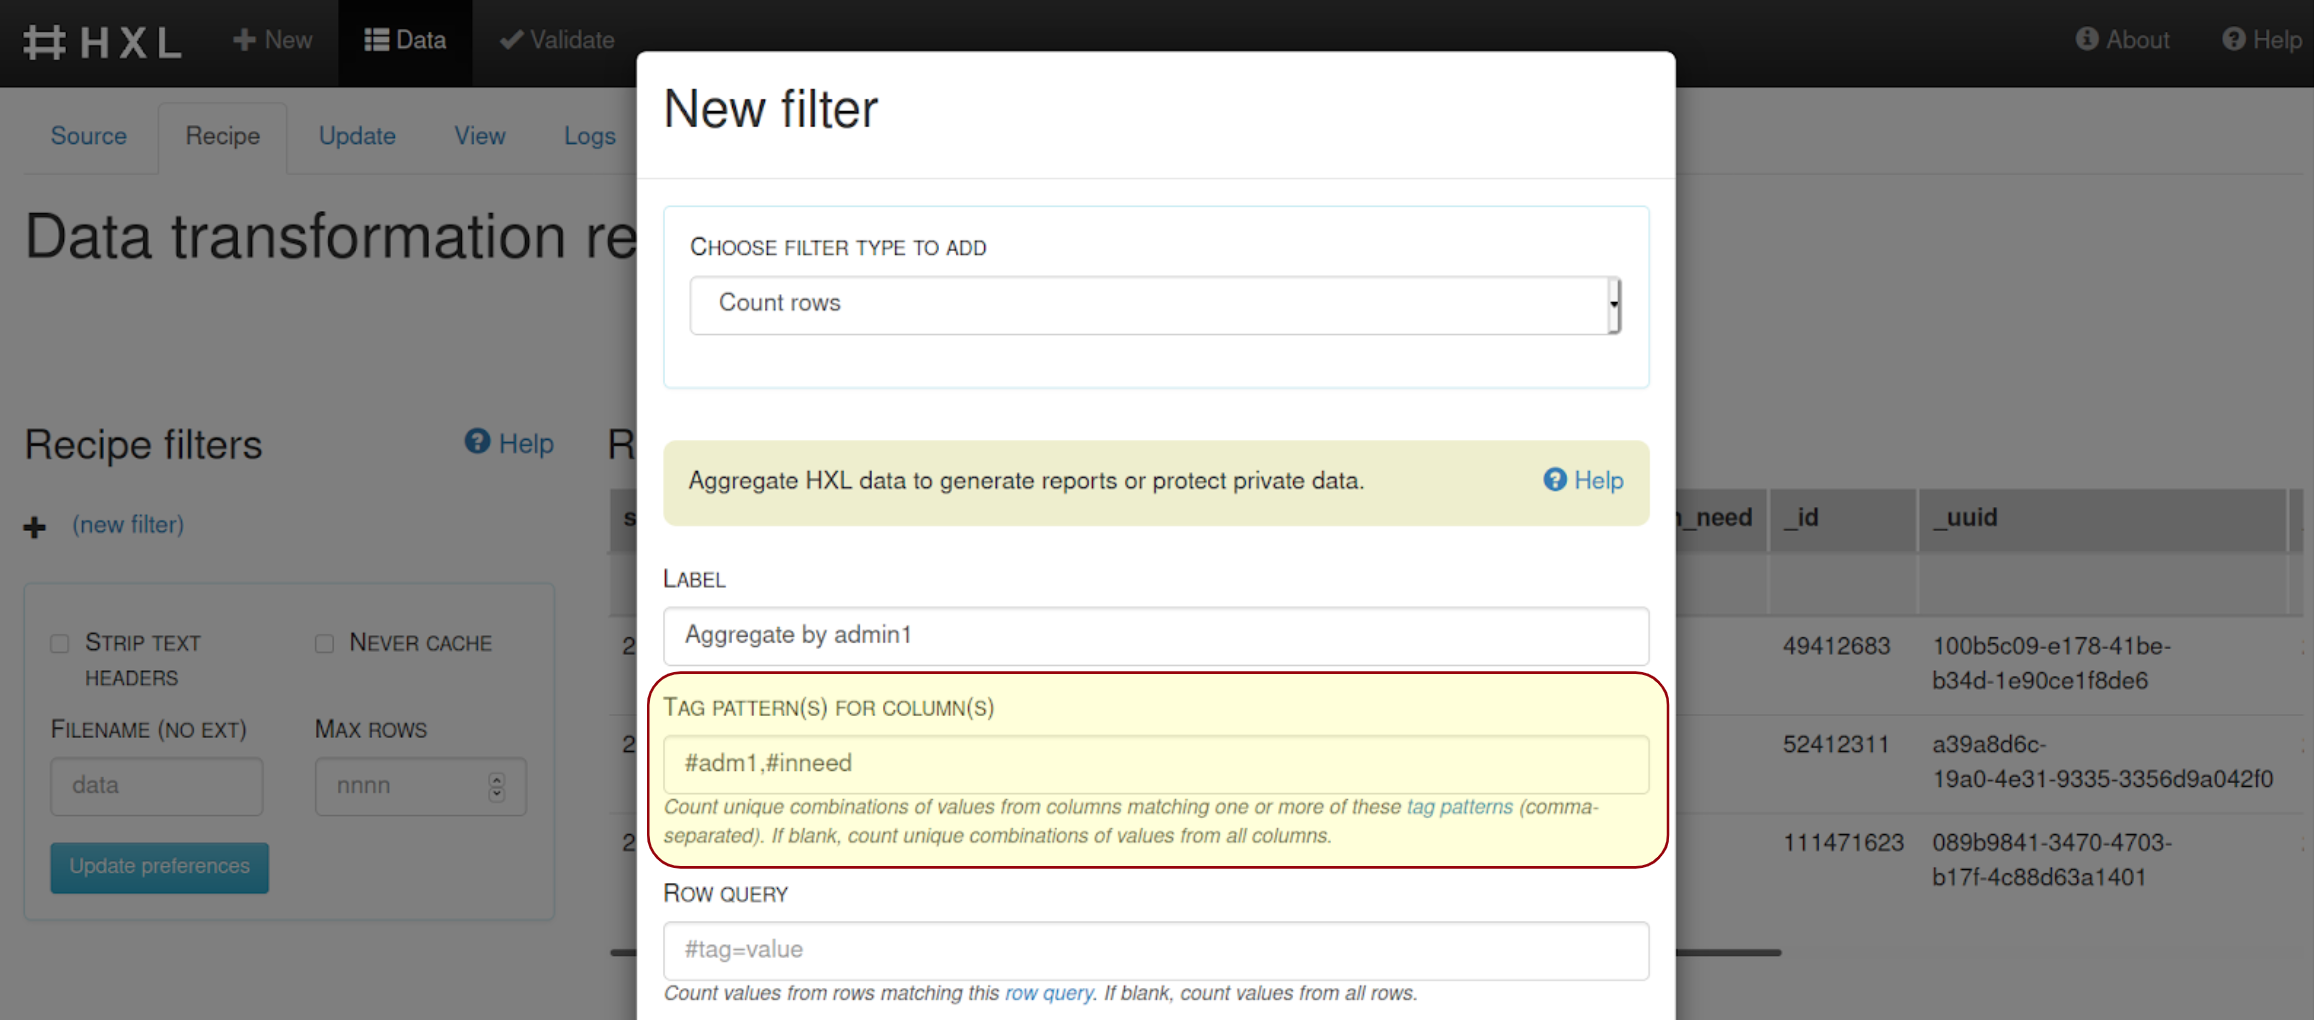 HXL
New
Data
Validate
About
Help
Source
Recipe
Update
View
Logs
Data transformation re
Recipe filters
Help
(new filter)
STRIP TEXT
HEADERS
NEVER CACHE
FILENAME (NO EXT)
MAX ROWS
data
nnnn
Update preferences
New filter
CHOOSE FILTER TYPE TO ADD
Count rows
Aggregate HXL data to generate reports or protect private data.
Help
LABEL
Aggregate by admin1
TAG PATTERN(S) FOR COLUMN(S)
#adm1,#inneed
Count unique combinations of values from columns matching one or more of these tag patterns (comma-
separated). If blank, count unique combinations of values from all columns.
ROW QUERY
#tag=value
Count values from rows matching this row query. If blank, count values from all rows.
R
s
_need
_id
_uuid
2
49412683
100b5c09-e178-41be-
b34d-1e90ce1f8de6
2
52412311
a39a8d6c-
19a0-4e31-9335-3356d9a042f0
2
111471623
089b9841-3470-4703-
b17f-4c88d63a1401